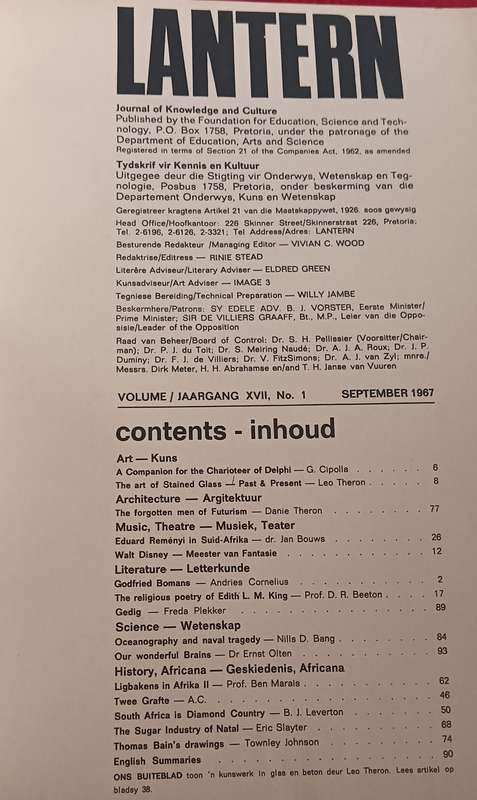 LANTERN
Journal of Knowledge and Culture
Published by the Foundation for Education, Science and Tech-
nology, P.O. Box 1758, Pretoria, under the patronage of the
Department of Education, Arts and Science
Registered in terms of Section 21 of the Companies Act, 1962, as amended
Tydskrif vir Kennis en Kultuur
Uitgegee deur die Stigting vir Onderwys, Wetenskap en Teg-
nologie, Posbus 1758, Pretoria, onder beskerming van die
Departement Onderwys, Kuns en Wetenskap
Geregistreer kragtens Artikel 21 van die Maatskappywet, 1926, soos gewysig
Head Office/Hoofkantoor: 226 Skinner Street/Skinnerstraat 226, Pretoria;
Tel. 2-6196, 2-6126, 2-3321; Tel Address/Adres: LANTERN
Besturende Redakteur /Managing Editor — VIVIAN C. WOOD
Redaktrise/Editress — RINIE STEAD
Literêre Adviseur/Literary Adviser — ELDRED GREEN
Kunsadviseur/Art Adviser — IMAGE 3
Tegniese Bereiding/Technical Preparation — WILLY JAMBE
Beskermhere/Patrons: SY EDELE ADV. B. J. VORSTER, Eerste Minister/
Prime Minister; SIR DE VILLIERS GRAAFF, Bt., M.P., Leier van die Oppo-
sisie/Leader of the Opposition
Raad van Beheer/Board of Control: Dr. S. H. Pellissier (Voorsitter/Chair-
man); Dr. P. J. du Toit; Dr. S. Meiring Naudé; Dr. A. J. A. Roux; Dr. J. P.
Duminy; Dr. F. J. de Villiers; Dr. V. FitzSimons; Dr. A. J. van Zyl; mnre./
Messrs. Dirk Meter, H. H. Abrahamse en/and T. H. Janse van Vuuren
VOLUME / JAARGANG XVII, No. 1 SEPTEMBER 1967
contents - inhoud
Art — Kuns
A Companion for the Charioteer of Delphi — G. Cipolla . . . . . . 6
The art of Stained Glass — Past & Present — Leo Theron . . . . . 8
Architecture — Argitektuur
The forgotten men of Futurism — Danie Theron . . . . . . . . 77
Music, Theatre — Musiek, Teater
Eduard Reményi in Suid-Afrika — dr. Jan Bouws . . . . . . . . 26
Walt Disney — Meester van Fantasie . . . . . . . . . . . . 12
Literature — Letterkunde
Godfried Bomans — Andries Cornelius . . . . . . . . . . . 2
The religious poetry of Edith L. M. King — Prof. D. R. Beeton . . . . 17
Gedig — Freda Plekker . . . . . . . . . . . . . . . . 89
Science — Wetenskap
Oceanography and naval tragedy — Nills D. Bang . . . . . . . . 84
Our wonderful Brains — Dr Ernst Olten . . . . . . . . . . . 93
History, Africana — Geskiedenis, Africana
Ligbakens in Afrika II — Prof. Ben Marais . . . . . . . . . . . 62
Twee Grafte — A.C. . . . . . . . . . . . . . . . . . 46
South Africa is Diamond Country — B. J. Leverton . . . . . . . . 50
The Sugar Industry of Natal — Eric Slayter . . . . . . . . . . 68
Thomas Bain's drawings — Townley Johnson . . . . . . . . . . 74
English Summaries . . . . . . . . . . . . . . . . . 90
ONS BUITEBLAD toon 'n kunswerk in glas en beton deur Leo Theron. Lees artikel op
bladsy 38.